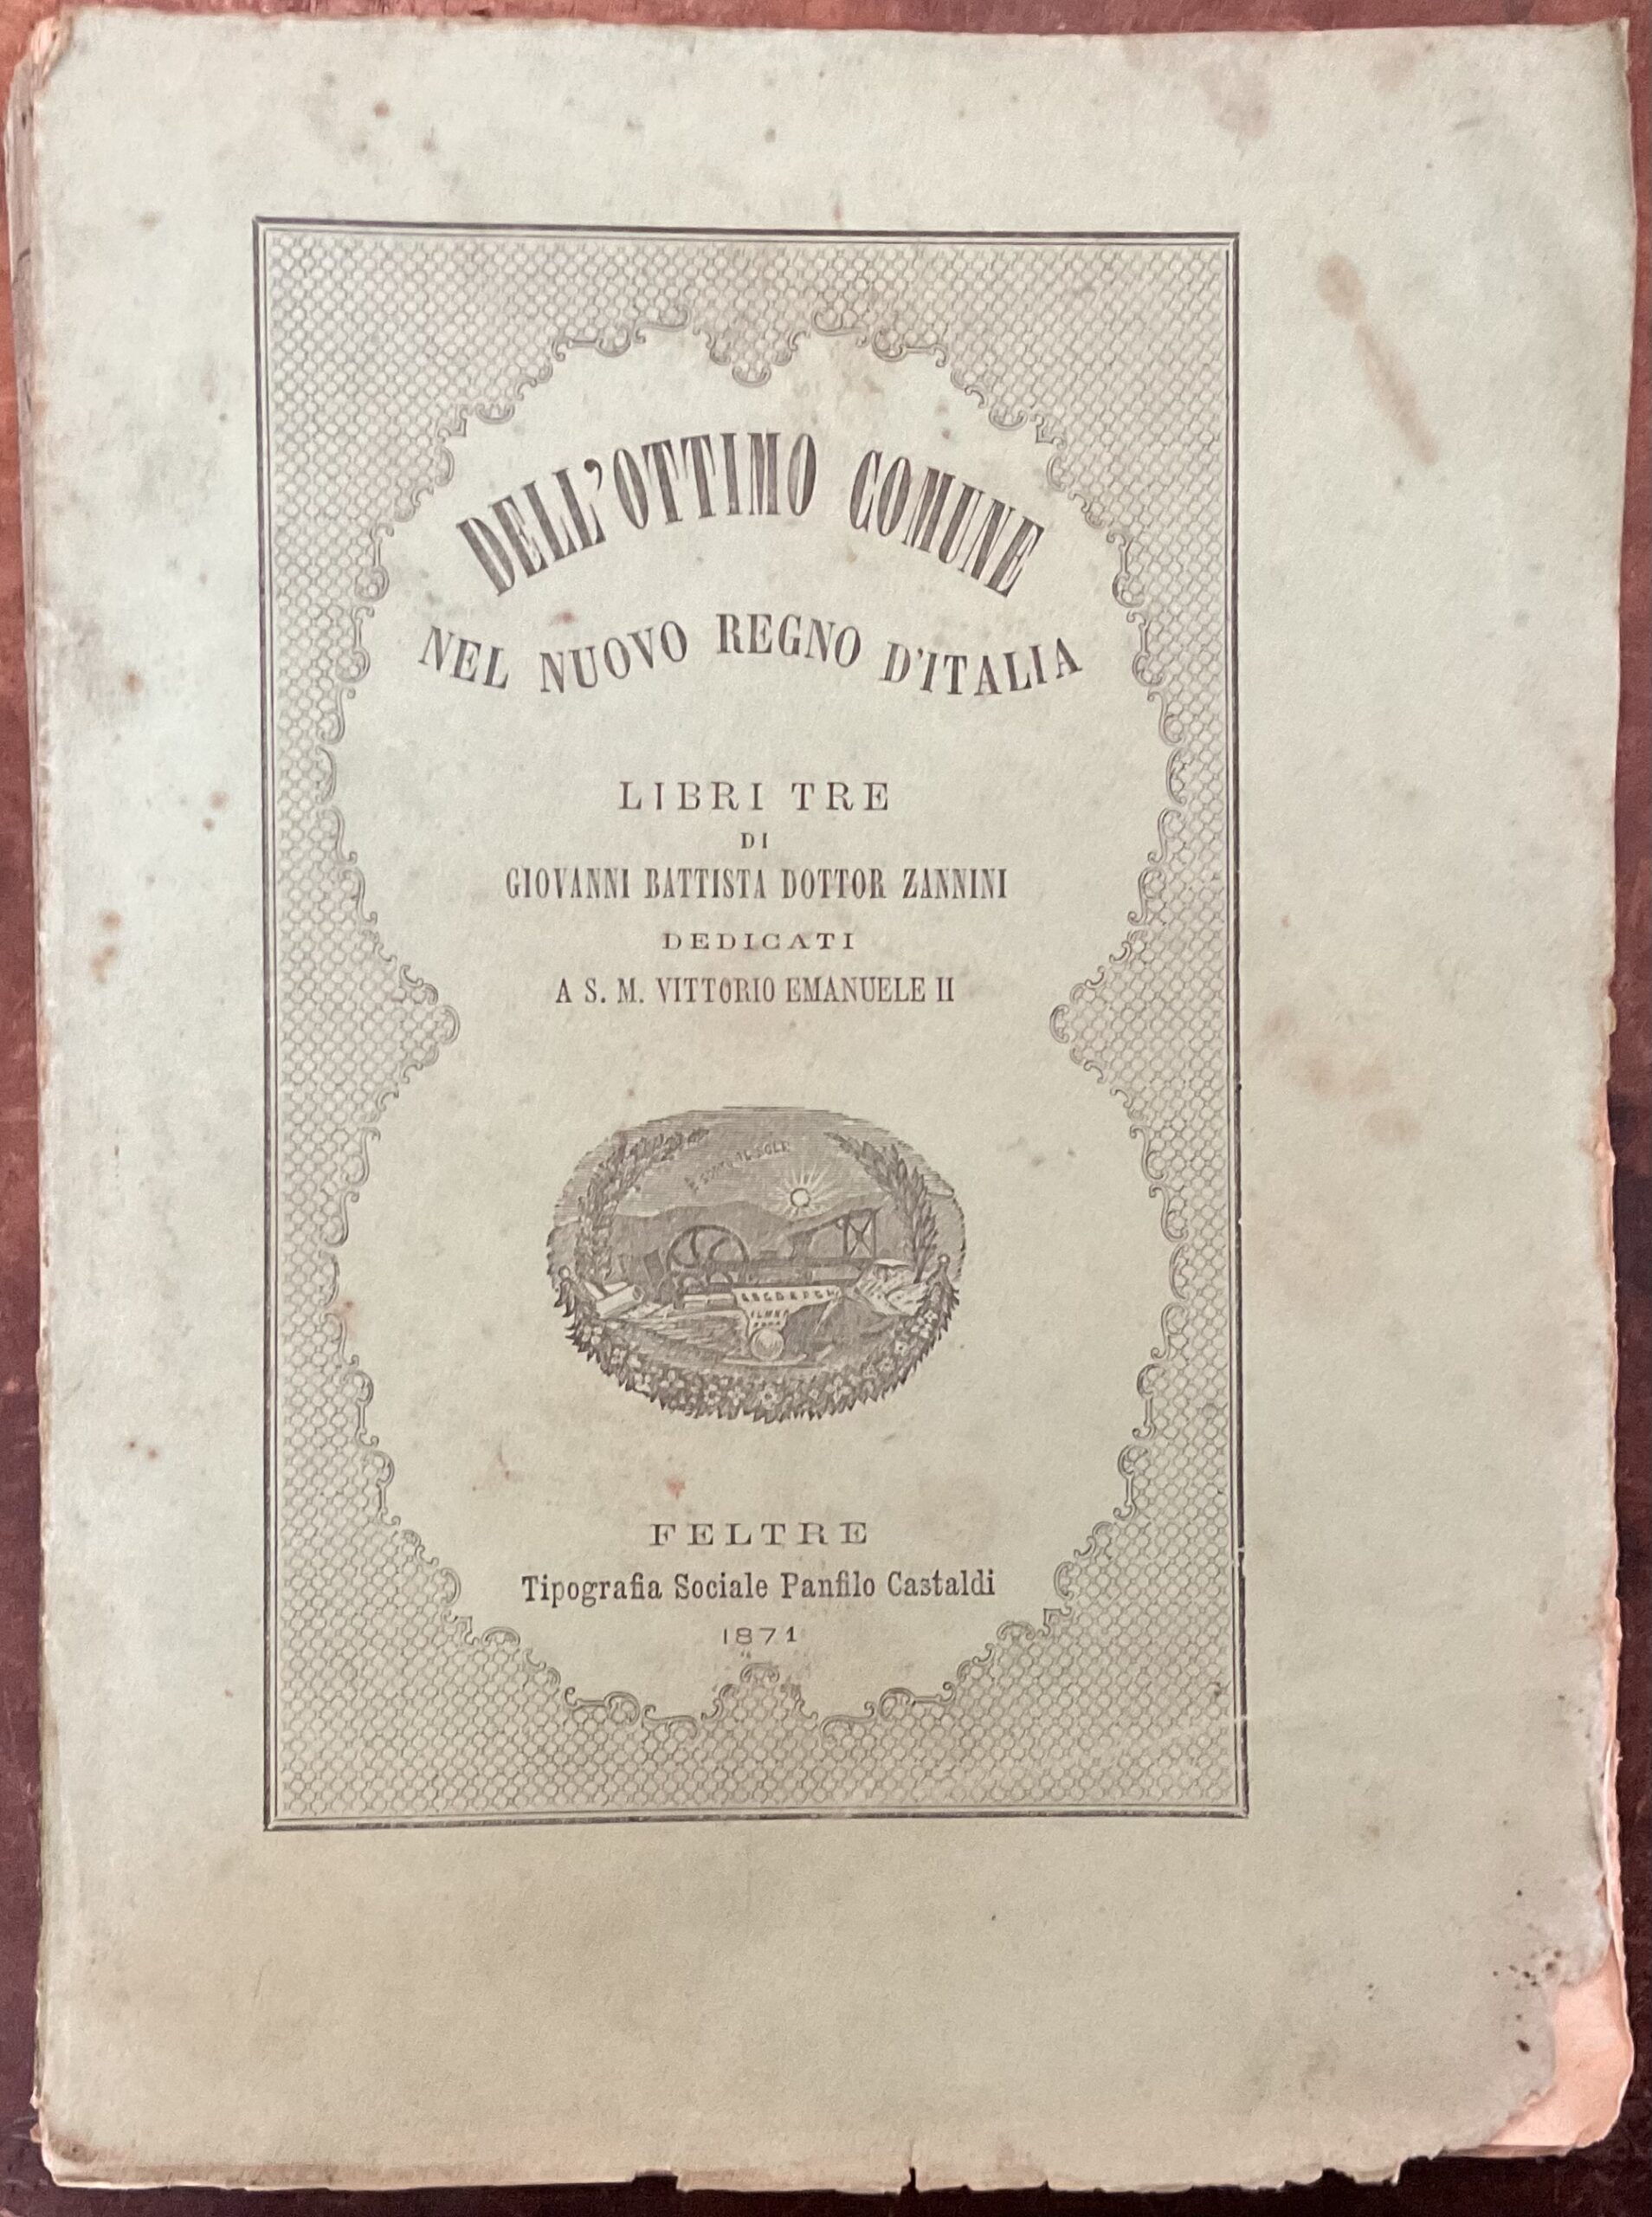 DELL'OTTIMO COMUNE
NEL NUOVO REGNO D'ITALIA
LIBRI TRE
DI
GIOVANNI BATTISTA DOTTOR ZANNINI
DEDICATI
A S. M. VITTORIO EMANUELE II
FELTRE
Tipografia Sociale Panfilo Castaldi
1871